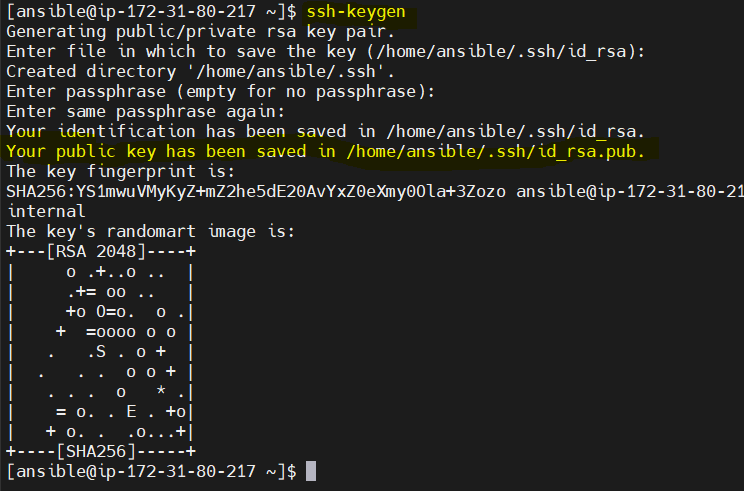 [ansible@ip-172-31-80-217 ~]$ ssh-keygen
Generating public/private rsa key pair.
Enter file in which to save the key (/home/ansible/.ssh/id_rsa):
Created directory '/home/ansible/.ssh'.
Enter passphrase (empty for no passphrase):
Enter same passphrase again:
Your identification has been saved in /home/ansible/.ssh/id_rsa.
Your public key has been saved in /home/ansible/.ssh/id_rsa.pub.
The key fingerprint is:
SHA256:YS1mwuVMyKyZ+mZ2he5dE20AvYxZ0eXmy0Ola+3Zozo ansible@ip-172-31-80-21
internal
The key's randomart image is:
+---[RSA 2048]----+
|     o .+..o ..  |
|     .+= oo ..   |
|     +o O=o.  o .|
|    +  =oooo o o |
|   .   .S . o +  |
|  .   . .  o o + |
|   . . .  o   * .|
|    = o. . E . +o|
|   + o. .  .o...+|
+----[SHA256]-----+
[ansible@ip-172-31-80-217 ~]$